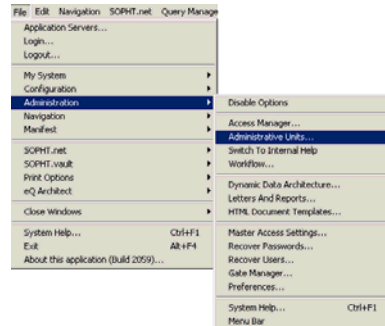 File Edit Navigation SOPHT.net Query Manage
Application Servers...
Login...
Logout...
My System
Configuration
Administration
Navigation
Manifest
SOPHT.net
SOPHT.vault
Print Options
eQ Architect
Close Windows
System Help... Ctrl+F1
Exit Alt+F4
About this application (Build 2059)...
Disable Options
Access Manager...
Administrative Units...
Switch To Internal Help
Workflow...
Dynamic Data Architecture...
Letters And Reports...
HTML Document Templates...
Master Access Settings...
Recover Passwords...
Recover Users...
Gate Manager...
Preferences...
System Help... Ctrl+F1
Menu Bar